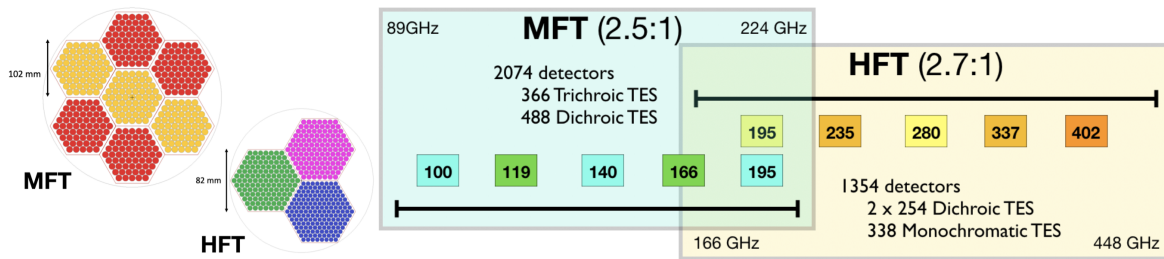 102 mm
MFT
82 mm
HFT
89GHz
MFT (2.5:1)
224 GHz
2074 detectors
366 Trichroic TES
488 Dichroic TES
100
119
140
166
195
HFT (2.7:1)
195
235
280
337
402
1354 detectors
2 x 254 Dichroic TES
338 Monochromatic TES
166 GHz
448 GHz